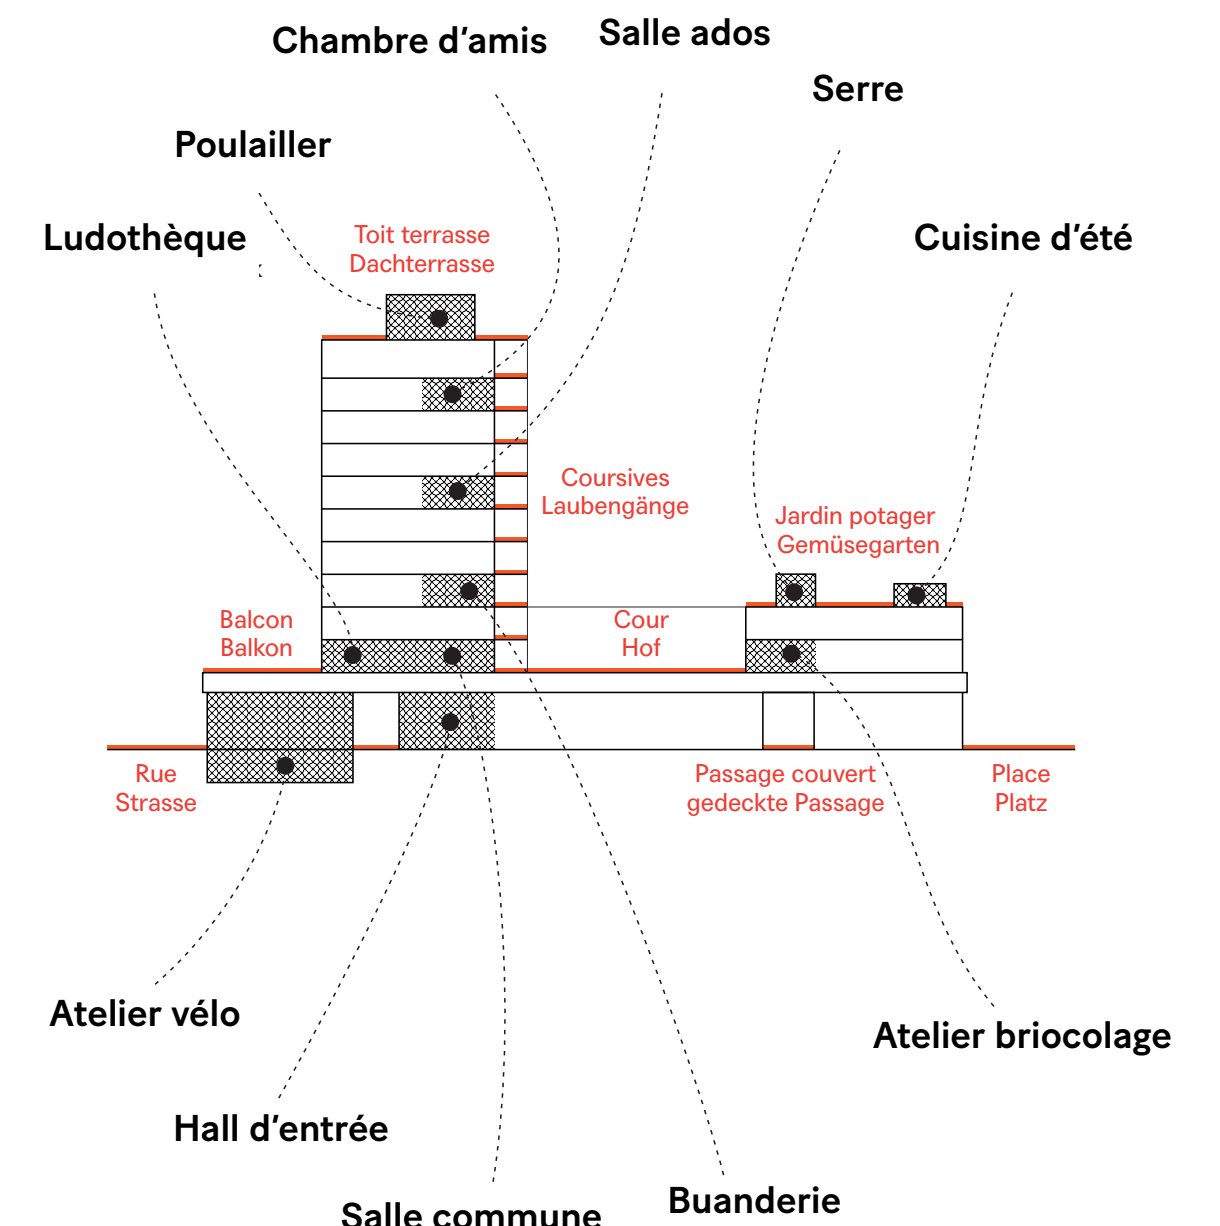 Chambre d’amis
Salle ados
Serre
Poulailler
Ludothèque
Cuisine d’été
Toit terrasse
Dachterrasse
Coursives
Laubengänge
Jardin potager
Gemüsegarten
Balcon
Balkon
Cour
Hof
Rue
Strasse
Passage couvert
gedeckte Passage
Place
Platz
Atelier vélo
Atelier briocolage
Hall d’entrée
Salle commune
Buanderie